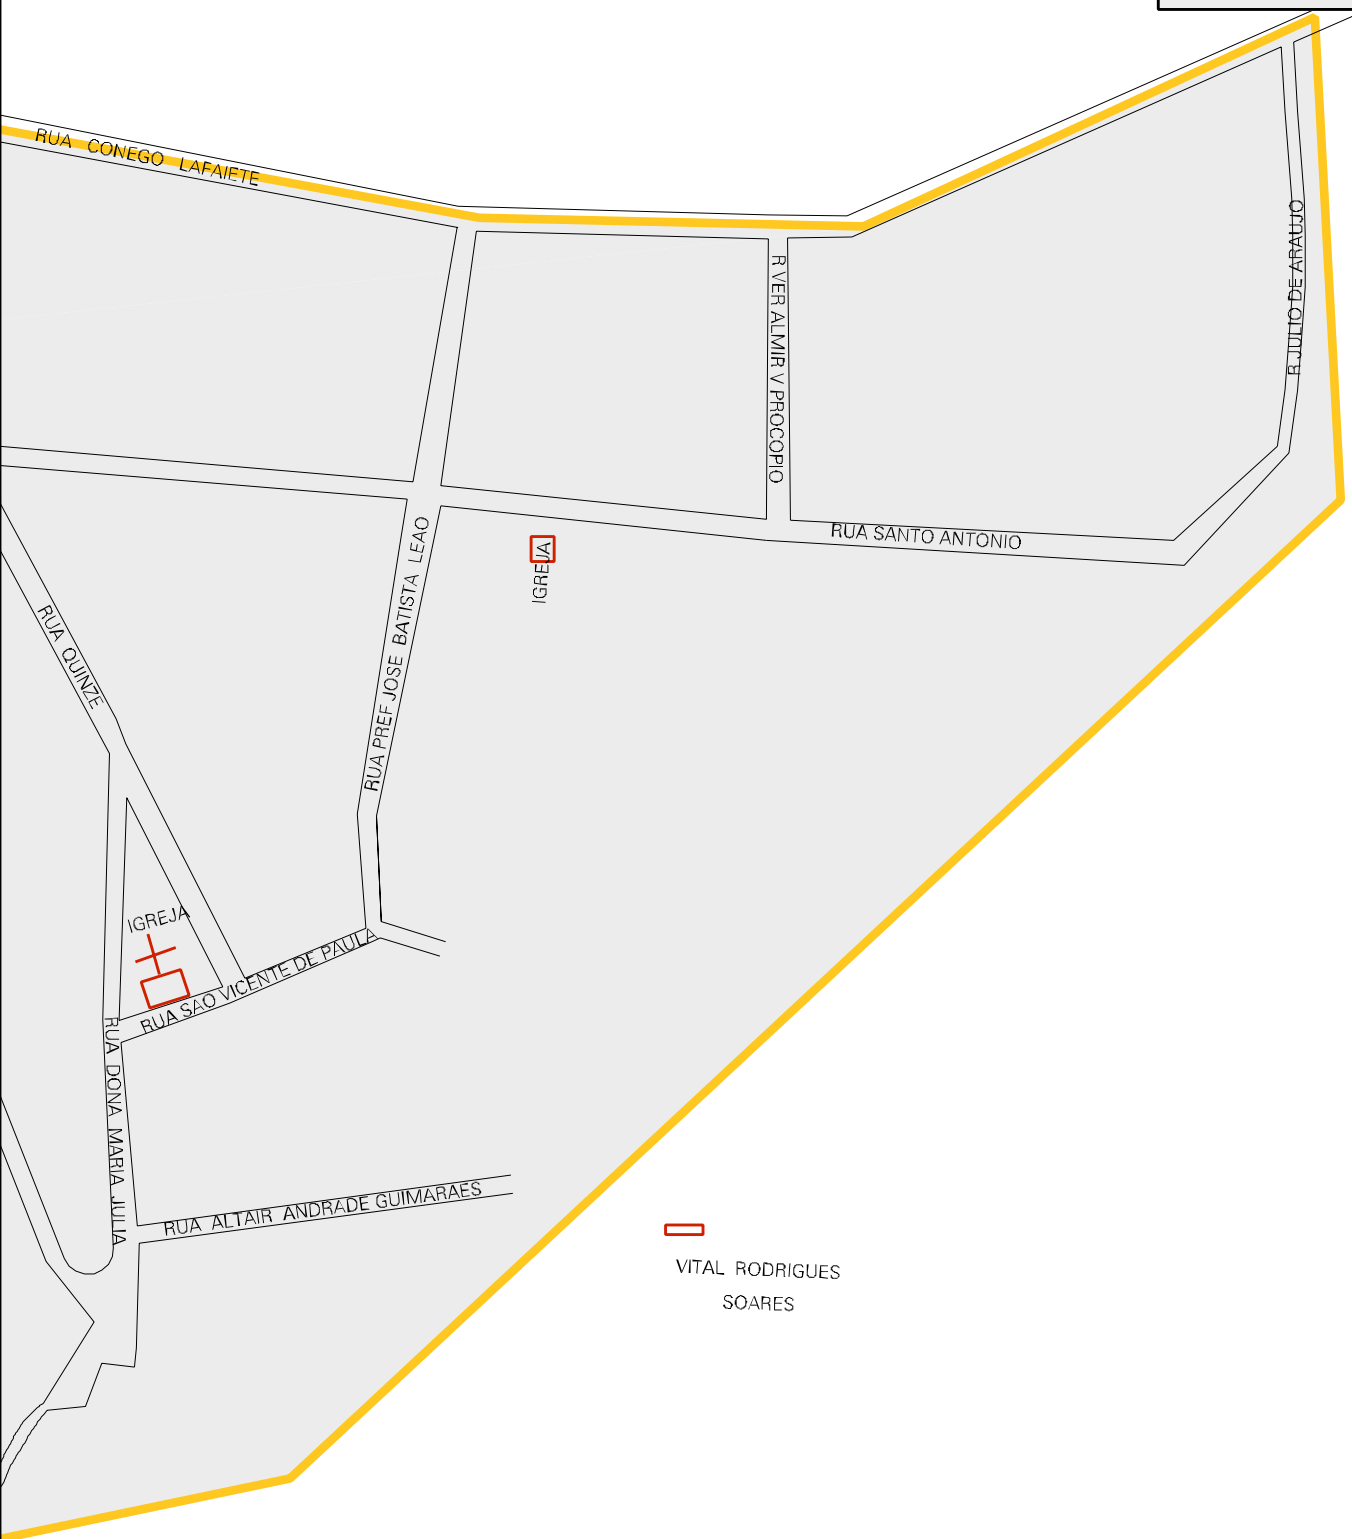 RUA CONEGO LAFAIETE
R JULIO DE ARAUJO
R VER ALMIR V PROCOPIO
RUA SANTO ANTONIO
RUA PREF JOSE BATISTA LEAO
IGREJA
RUA QUINZE
IGREJA
RUA SAO VICENTE DE PAULA
RUA DONA MARIA JULIA
RUA ALTAIR ANDRADE GUIMARAES
VITAL RODRIGUES
SOARES